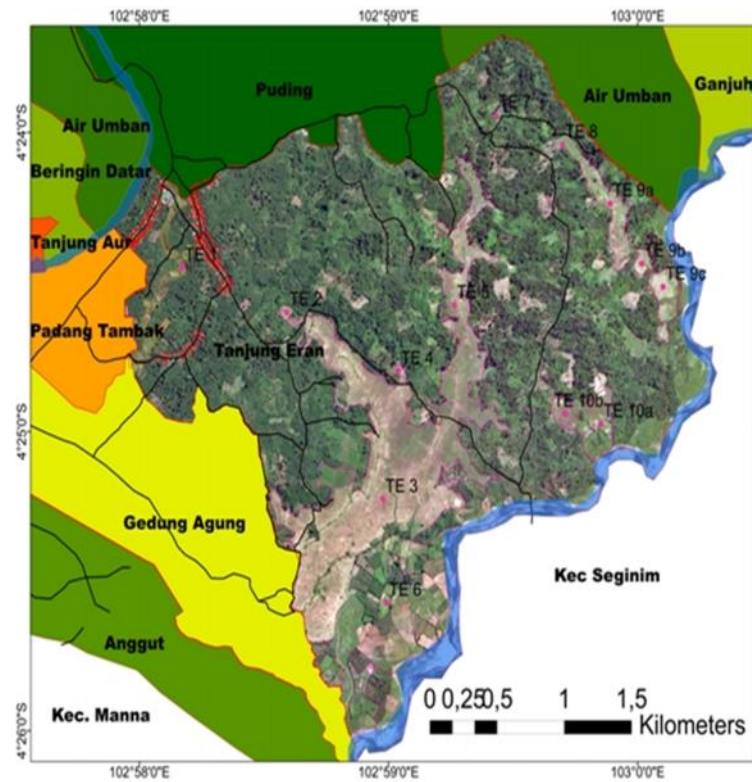 102°58'0"E
102°59'0"E
103°0'0"E
4°24'0"S
4°25'0"S
4°26'0"S
Puding
Air Umban
Ganjuh
Air Umban
Beringin Datar
Tanjung Aur
Padang Tambak
Tanjung Eran
Gedung Agung
Anggut
Kec. Manna
Kec Seginim
TE 7
TE 8
TE 9a
TE 9b
TE 9c
TE 1
TE 2
TE 5
TE 4
TE 10b
TE 10a
TE 3
TE 6
0 0,25 0,5 1 1,5
Kilometers
102°58'0"E
102°59'0"E
103°0'0"E